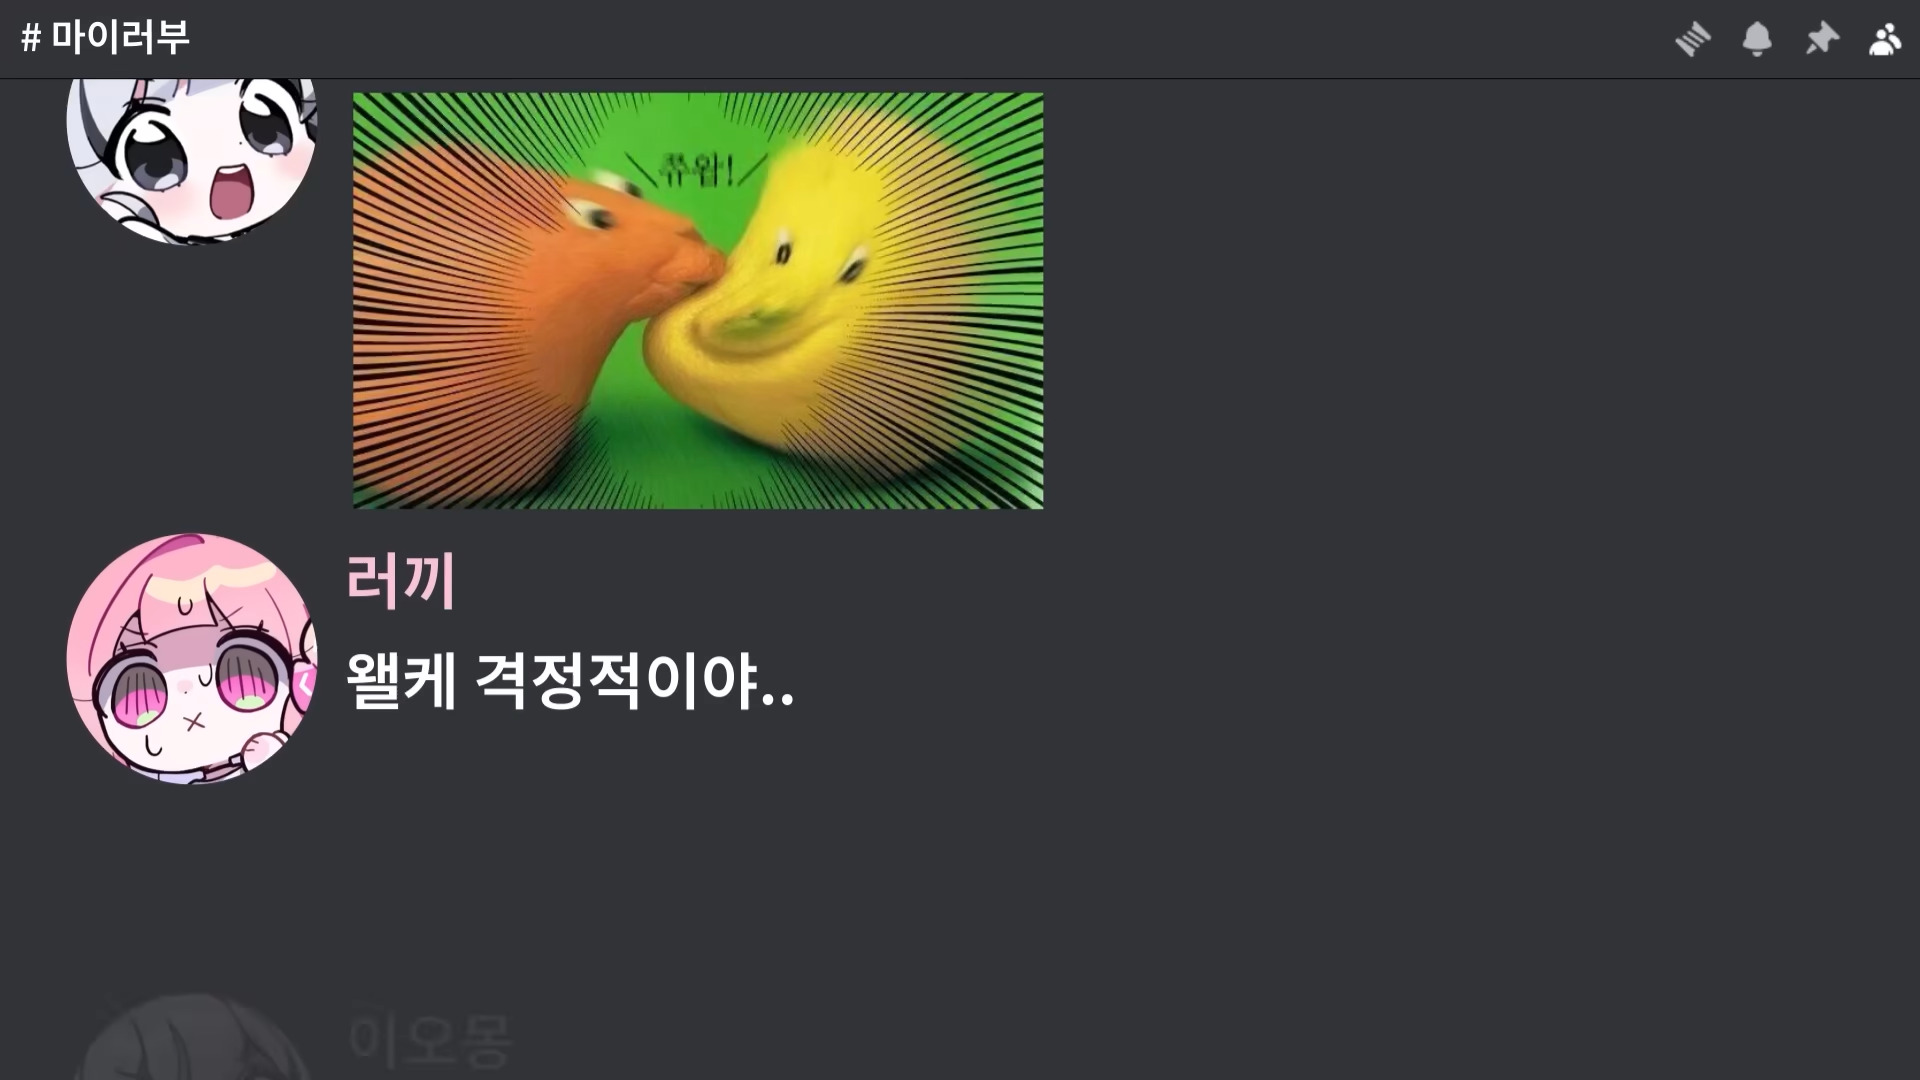 # 마이러부
\쮸왑!/
러끼
왤케 격정적이야..
이오몽